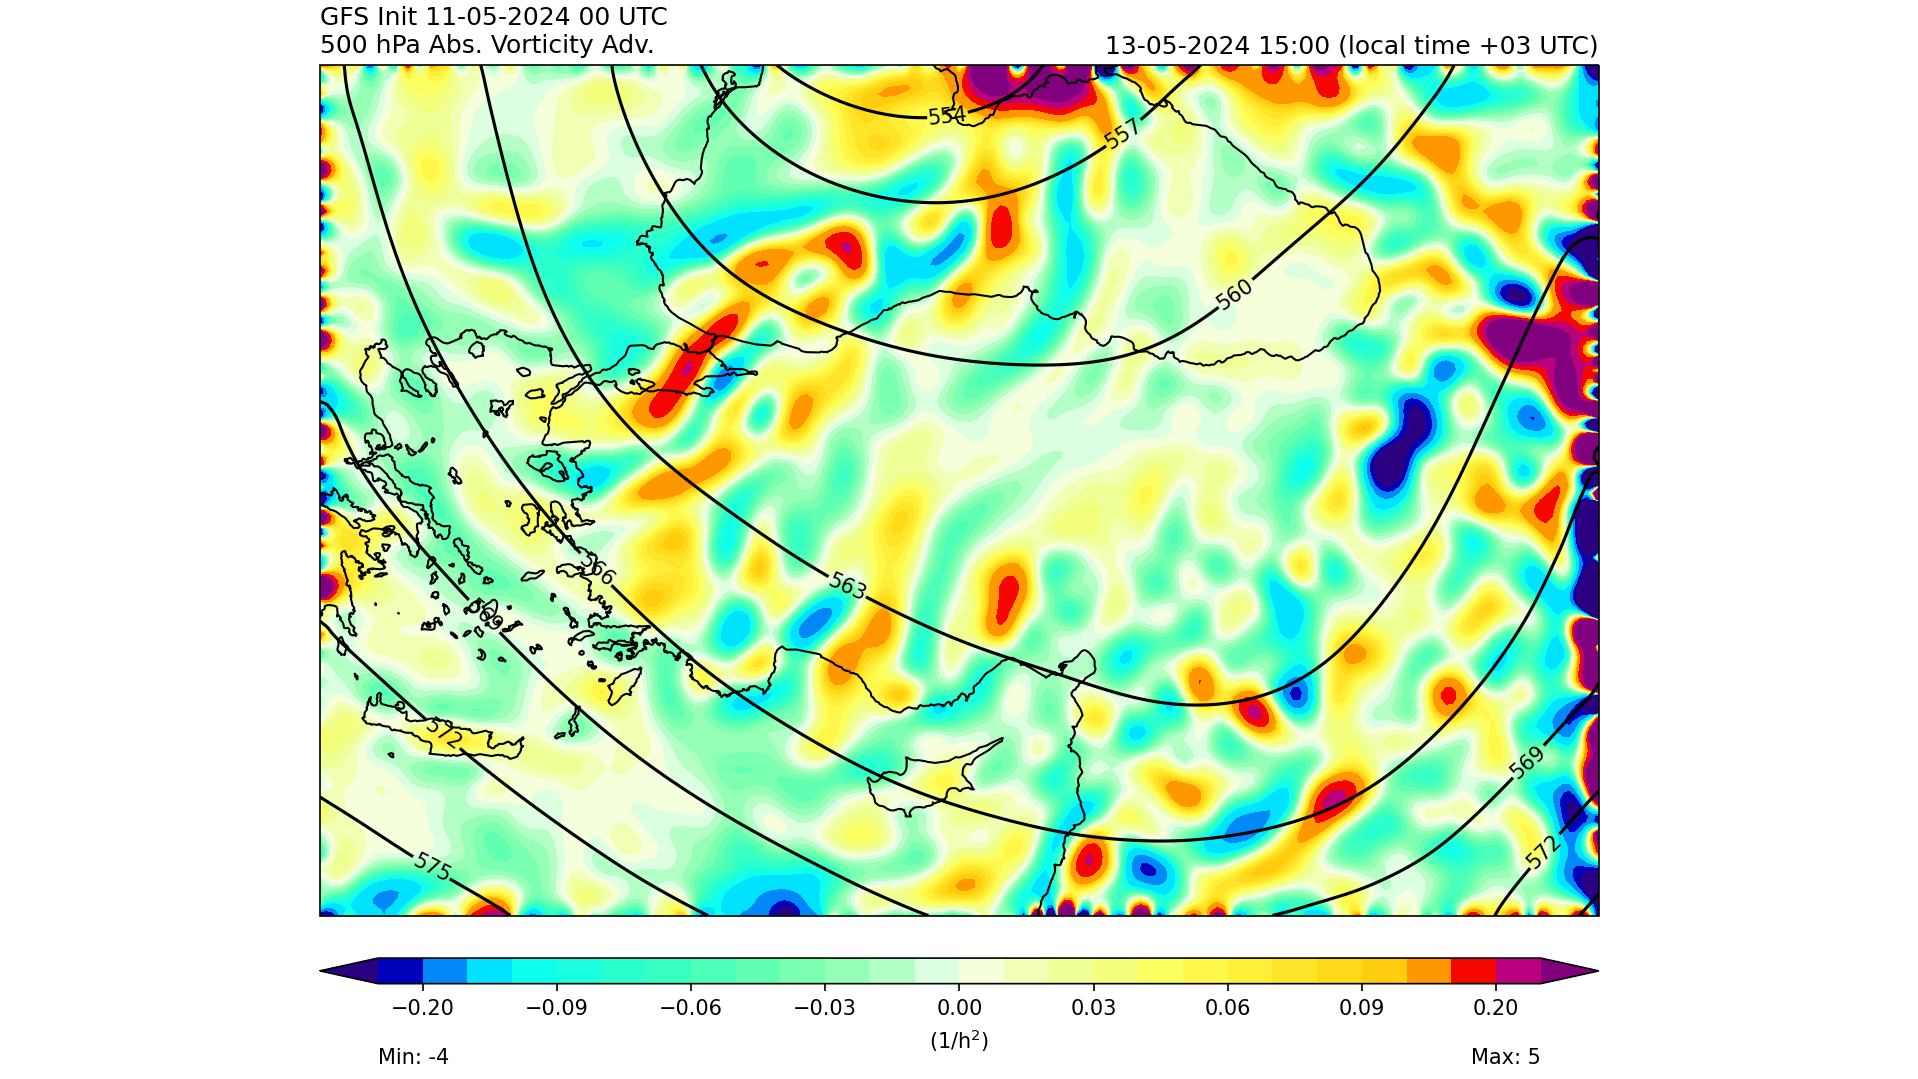 GFS Init 11-05-2024 00 UTC
500 hPa Abs. Vorticity Adv.
13-05-2024 15:00 (local time +03 UTC)
554
557
560
566
563
569
572
569
575
572
−0.20 −0.09 −0.06 −0.03 0.00 0.03 0.06 0.09 0.20
(1/h²)
Min: -4
Max: 5